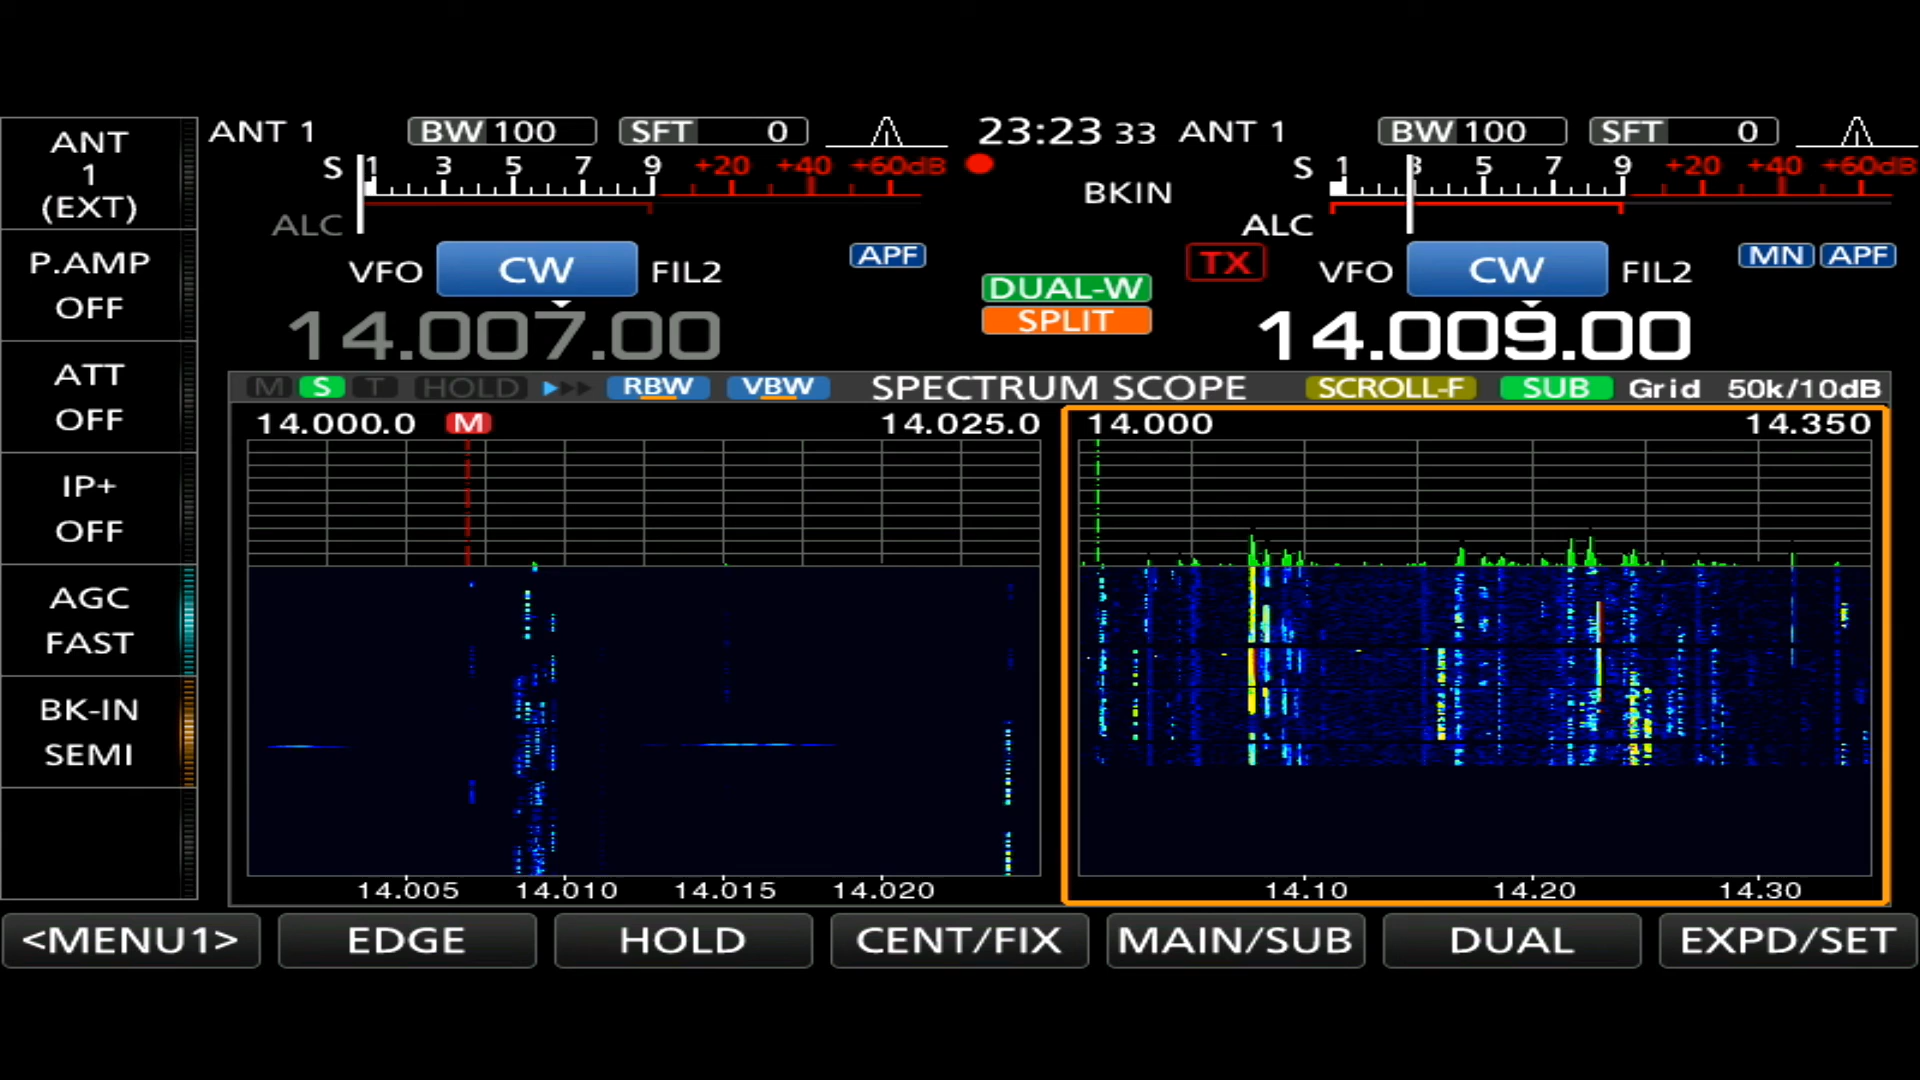 ANT 1 BW 100 SFT 0 23:23 33 ANT 1 BW 100 SFT 0
ANT
1
(EXT)
S 1 3 5 7 9 +20 +40 +60dB
ALC
BKIN
S 1 3 5 7 9 +20 +40 +60dB
ALC
P.AMP
OFF
VFO CW FIL2 APF
14.007.00
DUAL-W
SPLIT
TX VFO CW FIL2 MN APF
14.009.00
ATT
OFF
M S T HOLD RBW VBW SPECTRUM SCOPE SCROLL-F SUB Grid 50k/10dB
14.000.0 M 14.025.0
14.000 14.350
IP+
OFF
AGC
FAST
BK-IN
SEMI
14.005 14.010 14.015 14.020
14.10 14.20 14.30
<MENU1> EDGE HOLD CENT/FIX MAIN/SUB DUAL EXPD/SET